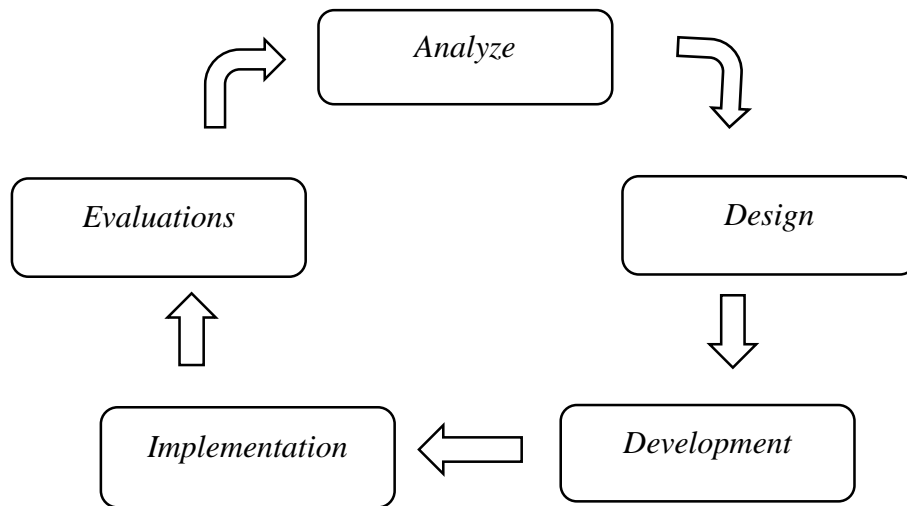 Analyze
Design
Development
Implementation
Evaluations